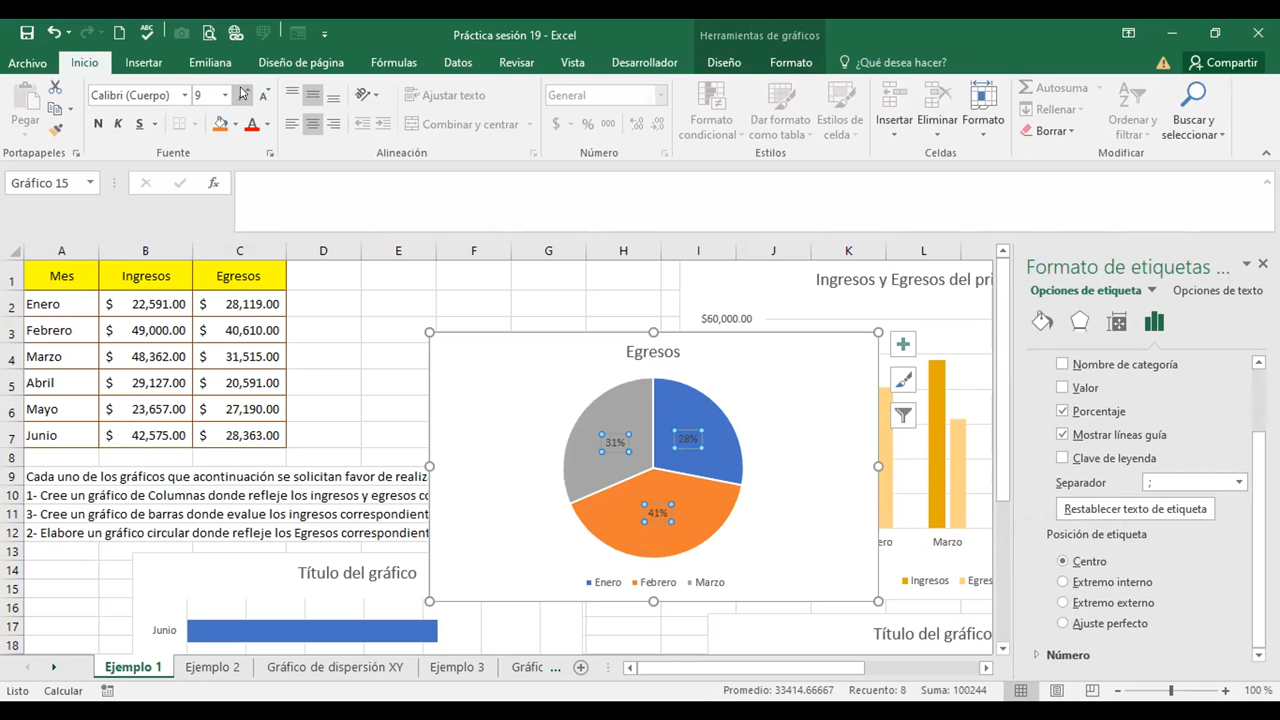 Práctica sesión 19 - Excel
Herramientas de gráficos
Archivo Inicio Insertar Emiliana Disposición de página Fórmulas Datos Revisar Vista Desarrollador Diseño Formato ¿Qué desea hacer? Compartir
Pegar
Portapapeles
Calibri (Cuerpo) 9
N K S
Fuente
Ajustar texto
Combinar y centrar
Alineación
General
$ % 000
Número
Formato condicional
Dar formato como tabla
Estilos de celda
Estilos
Insertar Eliminar Formato
Celdas
Autosuma
Rellenar
Borrar
Ordenar y filtrar
Buscar y seleccionar
Modificar
Gráfico 15 fx
A B C D E F G H I J K L
1 Mes Ingresos Egresos
2 Enero $ 22,591.00 $ 28,119.00
3 Febrero $ 49,000.00 $ 40,610.00
4 Marzo $ 48,362.00 $ 31,515.00
5 Abril $ 29,127.00 $ 20,591.00
6 Mayo $ 23,657.00 $ 27,190.00
7 Junio $ 42,575.00 $ 28,363.00
8
9 Cada uno de los gráficos que acontinuación se solicitan favor de realiz
10 1- Cree un gráfico de Columnas donde refleje los ingresos y egresos co
11 3- Cree un gráfico de barras donde evalue los ingresos correspondient
12 2- Elabore un gráfico circular donde refleje los Egresos correspondient
13
14
15
16
17
18
Título del gráfico
Junio
Ingresos y Egresos del pri
$60,000.00
Egresos
31% 28%
41%
Enero Febrero Marzo
ero Marzo
Ingresos Egres
Título del gráfico
Formato de etiquetas ...
Opciones de etiqueta Opciones de texto
Nombre de categoría
Valor
Porcentaje
Mostrar líneas guía
Clave de leyenda
Separador ;
Restablecer texto de etiqueta
Posición de etiqueta
Centro
Extremo interno
Extremo externo
Ajuste perfecto
Número
Ejemplo 1 Ejemplo 2 Gráfico de dispersión XY Ejemplo 3 Gráfic ...
Listo Calcular Promedio: 33414.66667 Recuento: 8 Suma: 100244 100 %